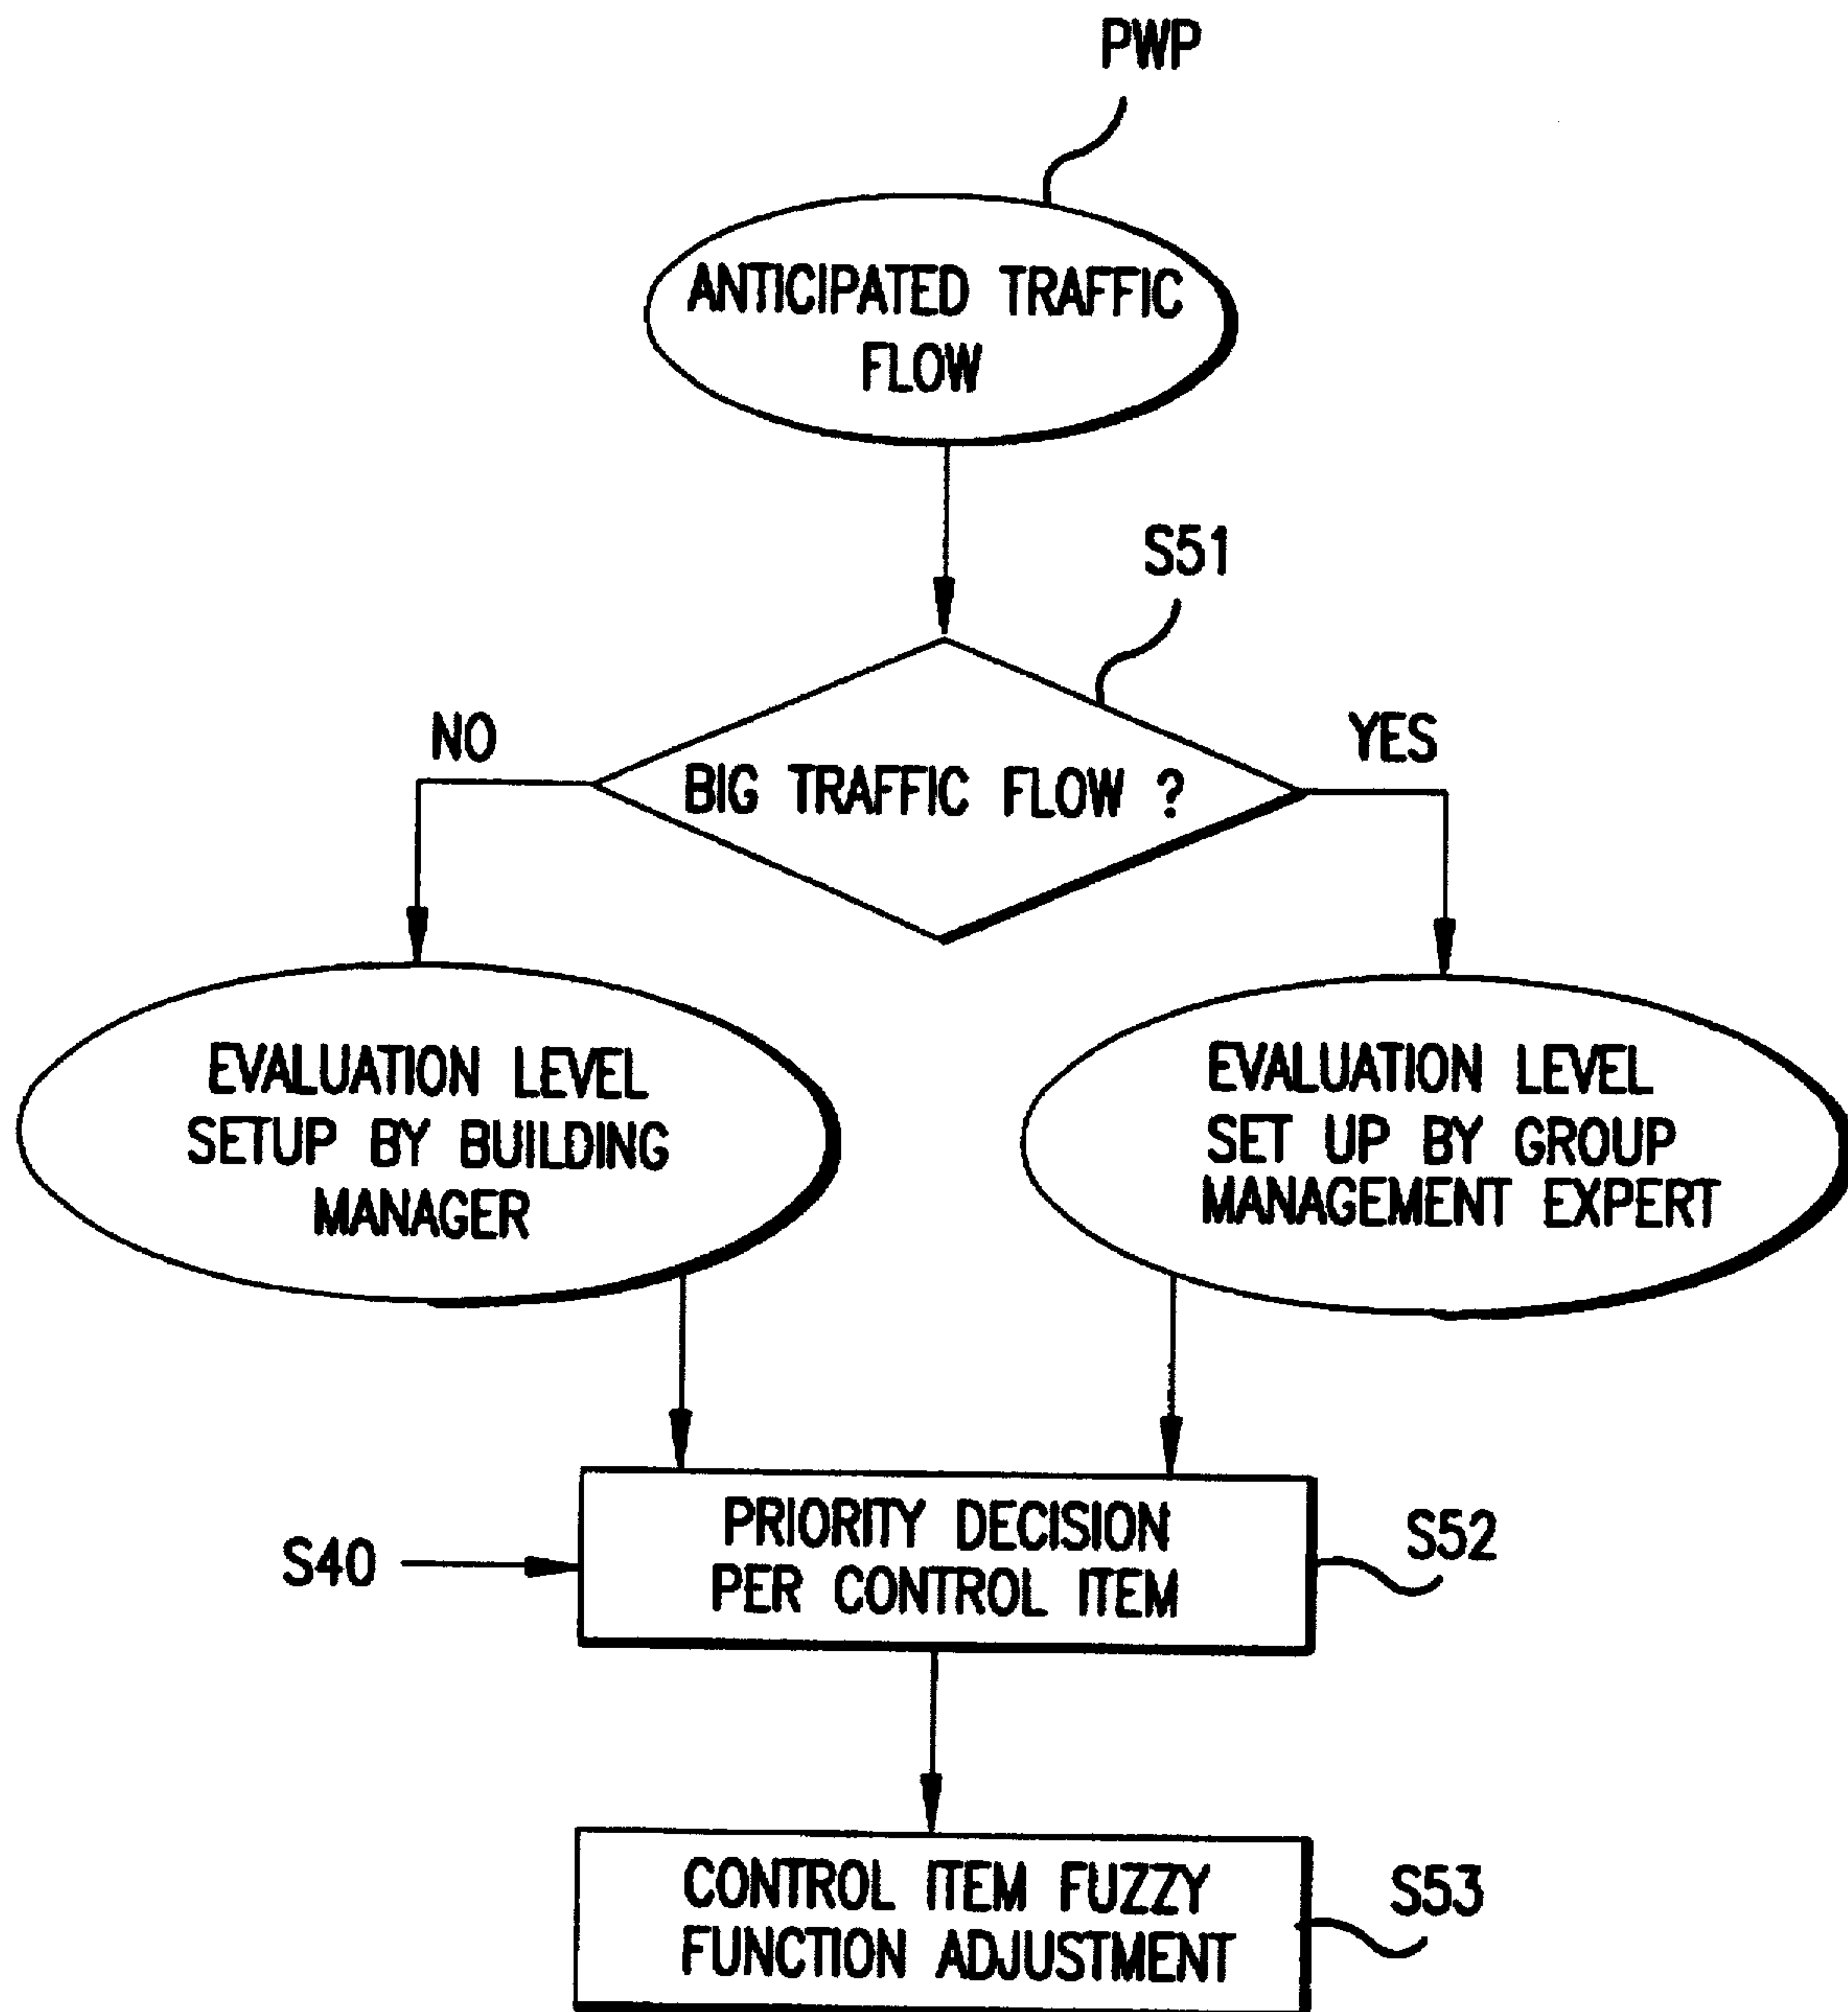 PWP
ANTICIPATED TRAFFIC
FLOW
S51
NO
YES
BIG TRAFFIC FLOW ?
EVALUATION LEVEL
SETUP BY BUILDING
MANAGER
EVALUATION LEVEL
SET UP BY GROUP
MANAGEMENT EXPERT
S40
PRIORITY DECISION
PER CONTROL ITEM
S52
CONTROL ITEM FUZZY
FUNCTION ADJUSTMENT
S53